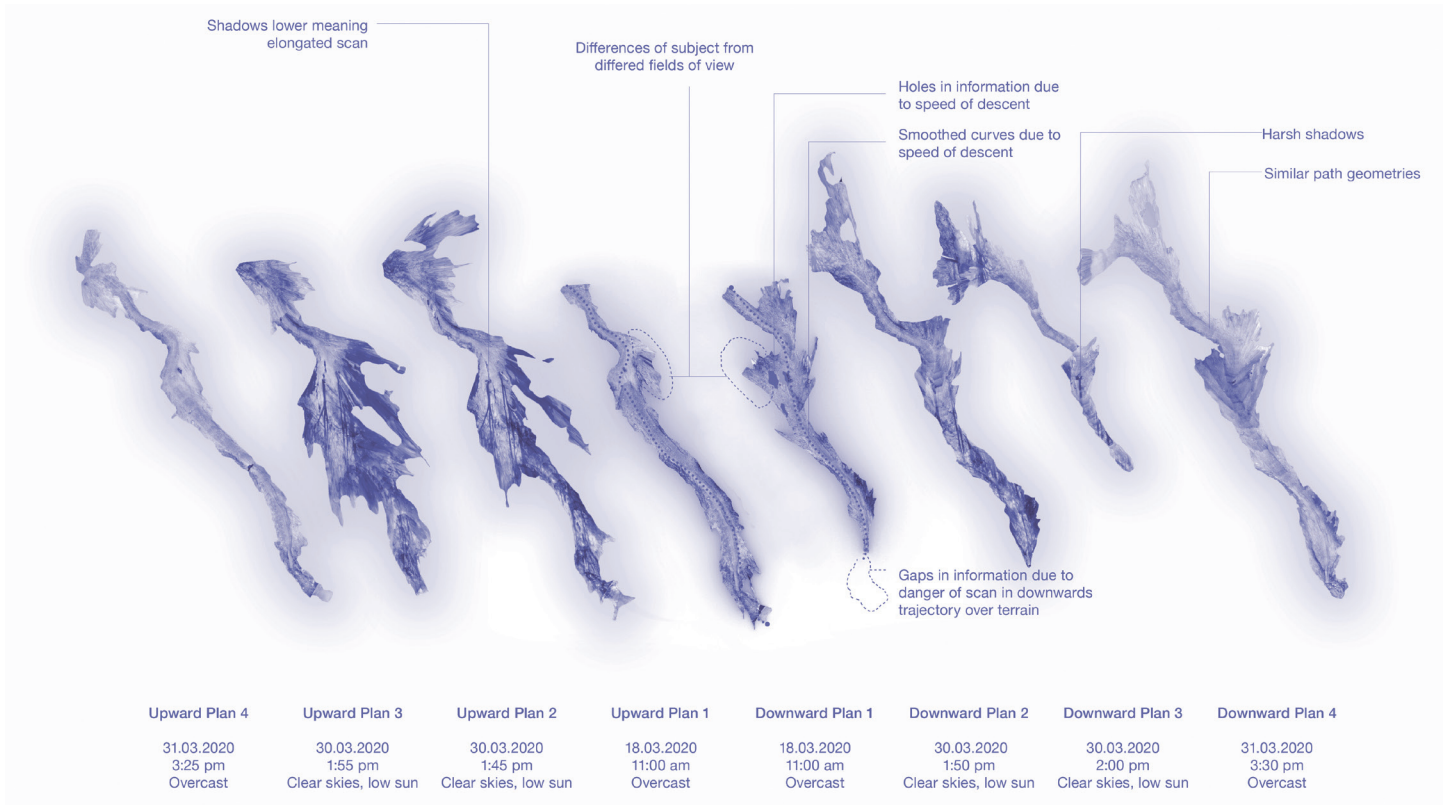 Shadows lower meaning
elongated scan
Differences of subject from
differed fields of view
Holes in information due
to speed of descent
Smoothed curves due to
speed of descent
Harsh shadows
Similar path geometries
Gaps in information due to
danger of scan in downwards
trajectory over terrain
Upward Plan 4
31.03.2020
3:25 pm
Overcast
Upward Plan 3
30.03.2020
1:55 pm
Clear skies, low sun
Upward Plan 2
30.03.2020
1:45 pm
Clear skies, low sun
Upward Plan 1
18.03.2020
11:00 am
Overcast
Downward Plan 1
18.03.2020
11:00 am
Overcast
Downward Plan 2
30.03.2020
1:50 pm
Clear skies, low sun
Downward Plan 3
30.03.2020
2:00 pm
Clear skies, low sun
Downward Plan 4
31.03.2020
3:30 pm
Overcast